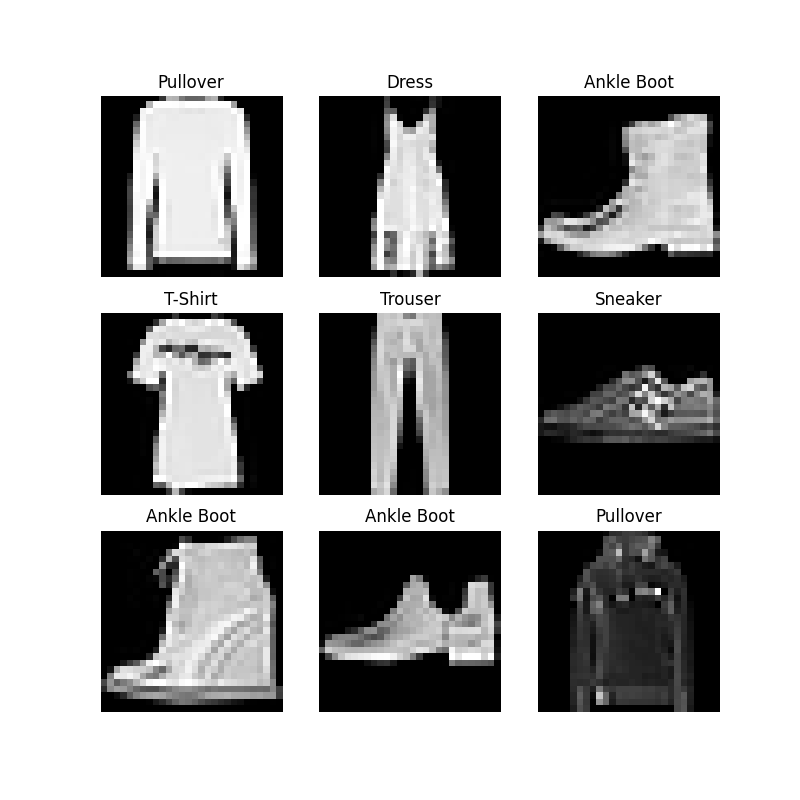 Pullover
Dress
Ankle Boot
T-Shirt
Trouser
Sneaker
Ankle Boot
Ankle Boot
Pullover